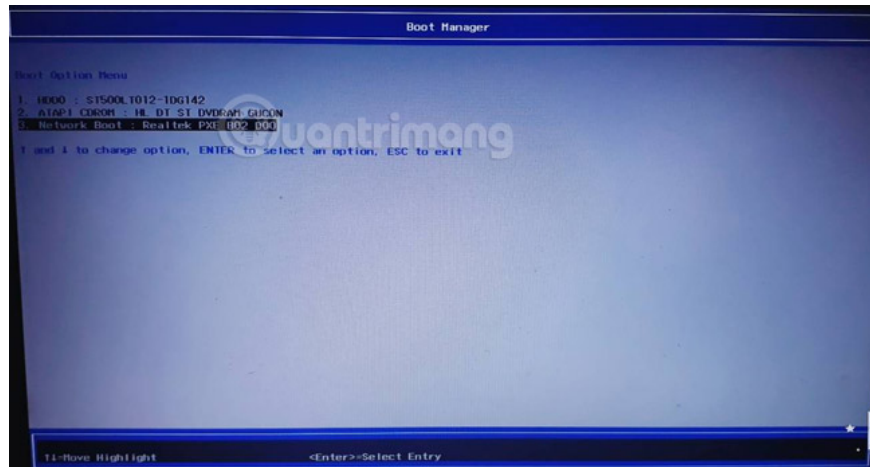 Boot Manager
Boot Option Menu
1. HDD0 : ST500LT012-1DG142
2. ATAPI CDROM : HL DT ST DVDRAM GUC0N
3. Network Boot : Realtek PXE B02 D00
↑ and ↓ to change option, ENTER to select an option, ESC to exit
Quantrimang
↑↓=Move Highlight <Enter>=Select Entry